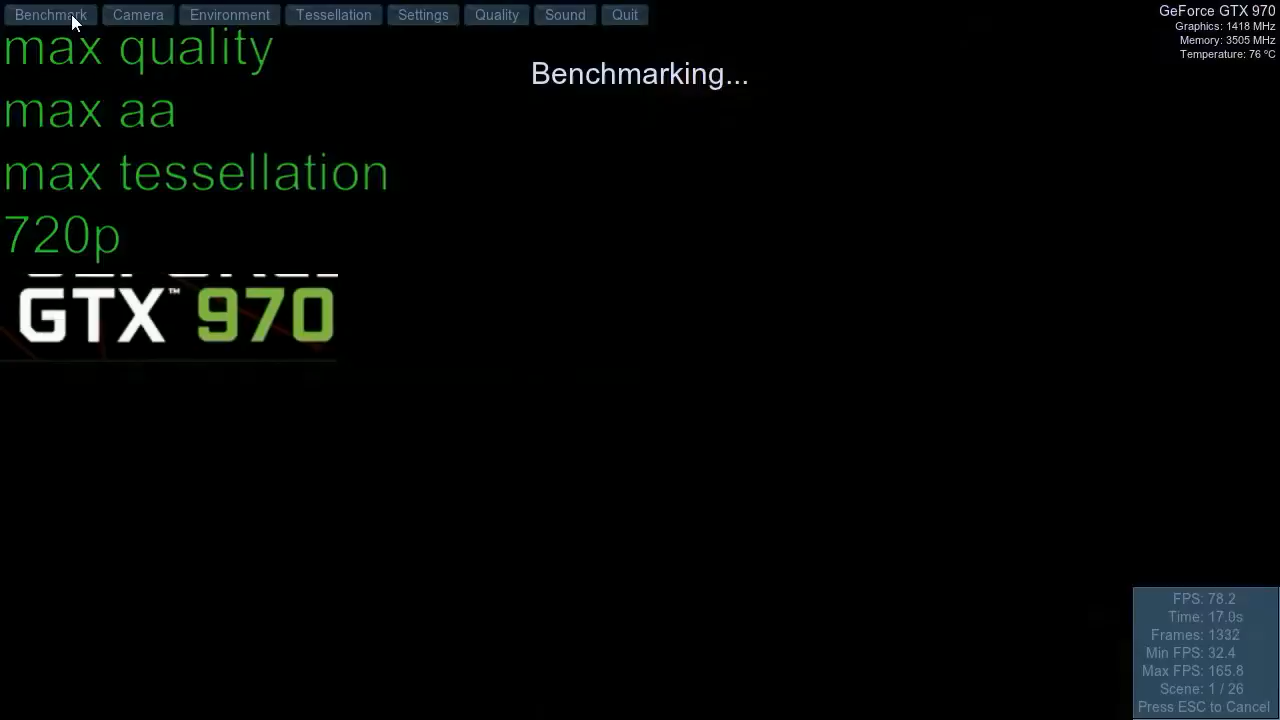 Benchmark Camera Environment Tessellation Settings Quality Sound Quit
GeForce GTX 970
Graphics: 1418 MHz
Memory: 3505 MHz
Temperature: 76 °C
max quality
Benchmarking...
max aa
max tessellation
720p
GTX™ 970
FPS: 78.2
Time: 17.0s
Frames: 1332
Min FPS: 32.4
Max FPS: 165.8
Scene: 1 / 26
Press ESC to Cancel